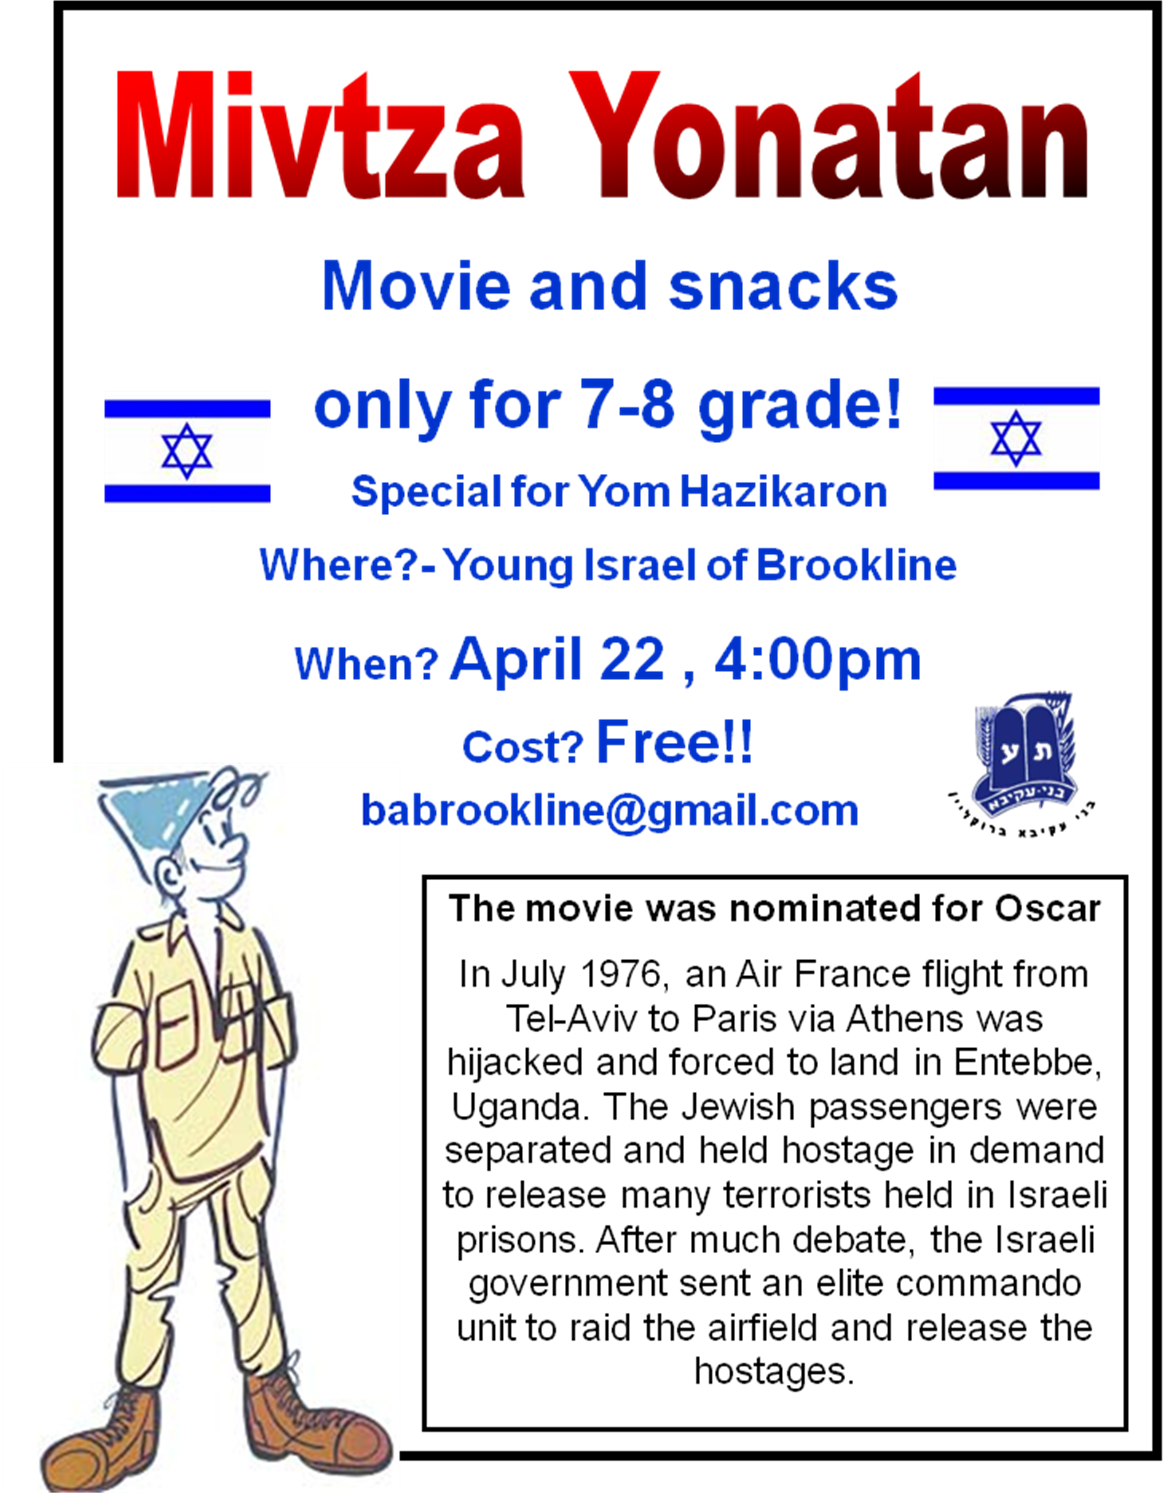 Mivtza Yonatan
Movie and snacks
only for 7-8 grade!
Special for Yom Hazikaron
Where?- Young Israel of Brookline
When? April 22 , 4:00pm
Cost? Free!!
babrookline@gmail.com
ע ת
בני-עקיבא
בני עקיבא ברוקליין
The movie was nominated for Oscar
In July 1976, an Air France flight from
Tel-Aviv to Paris via Athens was
hijacked and forced to land in Entebbe,
Uganda. The Jewish passengers were
separated and held hostage in demand
to release many terrorists held in Israeli
prisons. After much debate, the Israeli
government sent an elite commando
unit to raid the airfield and release the
hostages.